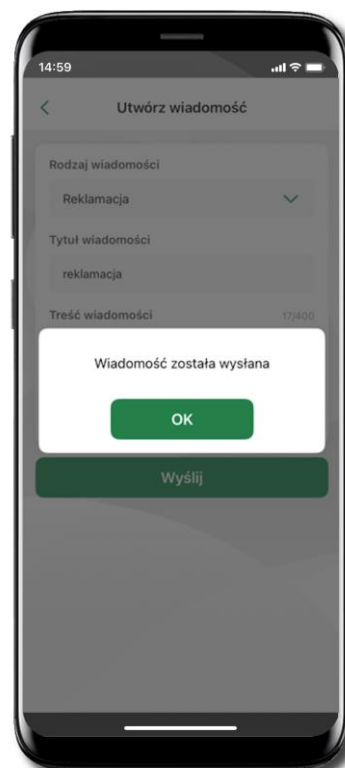 14:59
Utwórz wiadomość
Rodzaj wiadomości
Reklamacja
Tytuł wiadomości
reklamacja
Treść wiadomości 17/400
Wiadomość została wysłana
OK
Wyślij